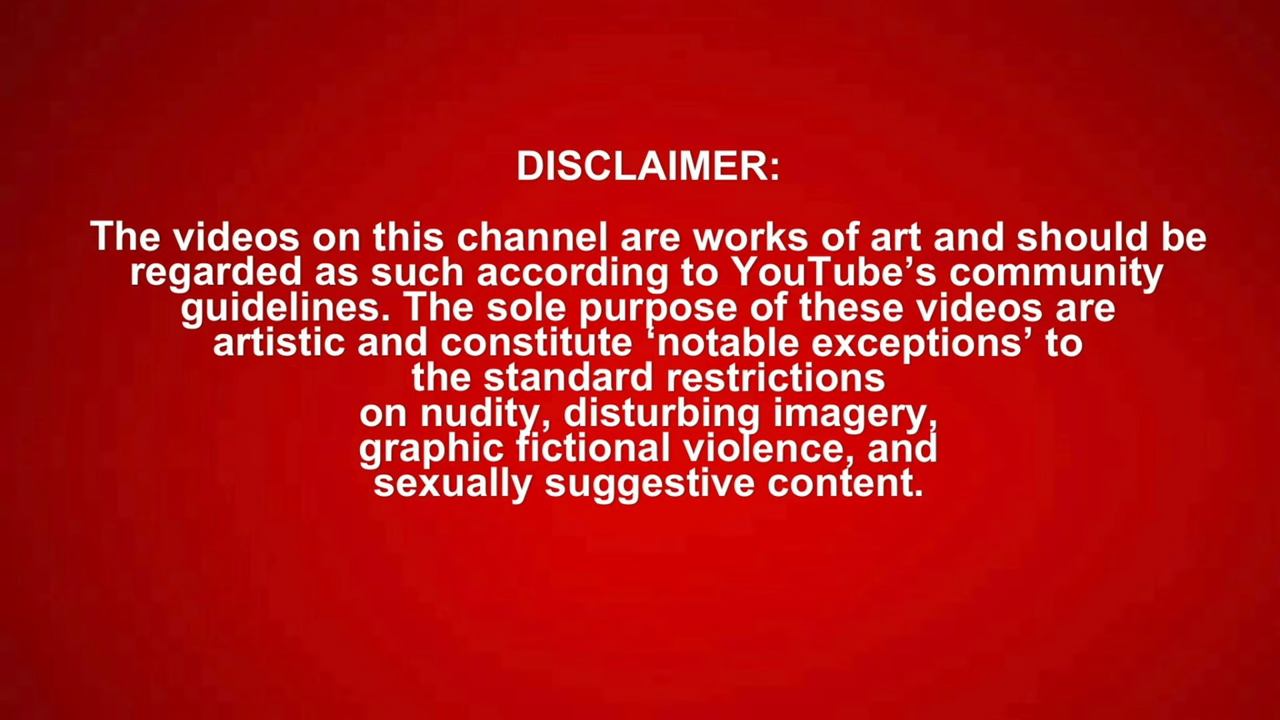 DISCLAIMER:
The videos on this channel are works of art and should be
regarded as such according to YouTube’s community
guidelines. The sole purpose of these videos are
artistic and constitute ‘notable exceptions’ to
the standard restrictions
on nudity, disturbing imagery,
graphic fictional violence, and
sexually suggestive content.